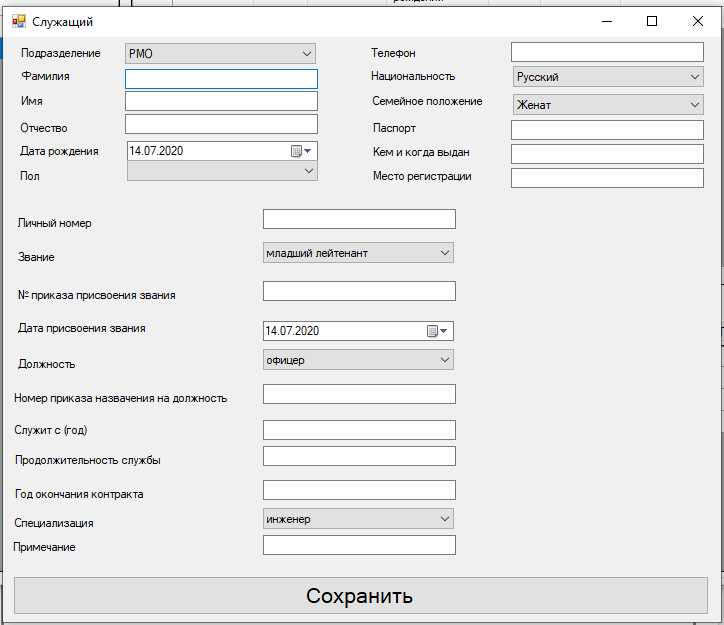 Служащий
Подразделение РМО
Фамилия
Имя
Отчество
Дата рождения 14.07.2020
Пол
Телефон
Национальность Русский
Семейное положение Женат
Паспорт
Кем и когда выдан
Место регистрации
Личный номер
Звание младший лейтенант
№ приказа присвоения звания
Дата присвоения звания 14.07.2020
Должность офицер
Номер приказа назвачения на должность
Служит с (год)
Продолжительность службы
Год окончания контракта
Специализация инженер
Примечание
Сохранить